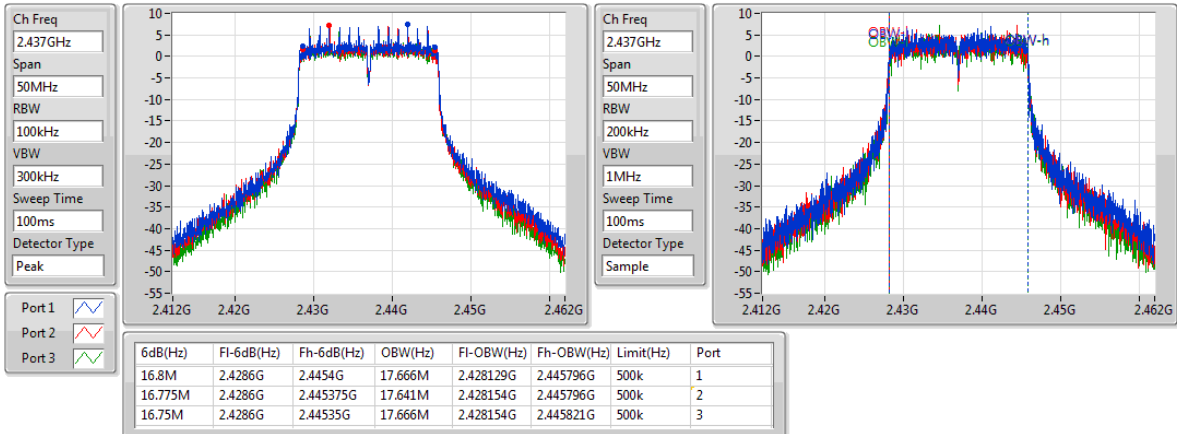 Ch Freq
2.437GHz
Span
50MHz
RBW
100kHz
VBW
300kHz
Sweep Time
100ms
Detector Type
Peak
Port 1
Port 2
Port 3
10
5
0
-5
-10
-15
-20
-25
-30
-35
-40
-45
-50
-55
2.412G 2.42G 2.43G 2.44G 2.45G 2.462G
Ch Freq
2.437GHz
Span
50MHz
RBW
200kHz
VBW
1MHz
Sweep Time
100ms
Detector Type
Sample
10
5
0
-5
-10
-15
-20
-25
-30
-35
-40
-45
-50
-55
2.412G 2.42G 2.43G 2.44G 2.45G 2.462G
6dB(Hz) Fl-6dB(Hz) Fh-6dB(Hz) OBW(Hz) Fl-OBW(Hz) Fh-OBW(Hz) Limit(Hz) Port
16.8M 2.4286G 2.4454G 17.666M 2.428129G 2.445796G 500k 1
16.775M 2.4286G 2.445375G 17.641M 2.428154G 2.445796G 500k 2
16.75M 2.4286G 2.44535G 17.666M 2.428154G 2.445821G 500k 3